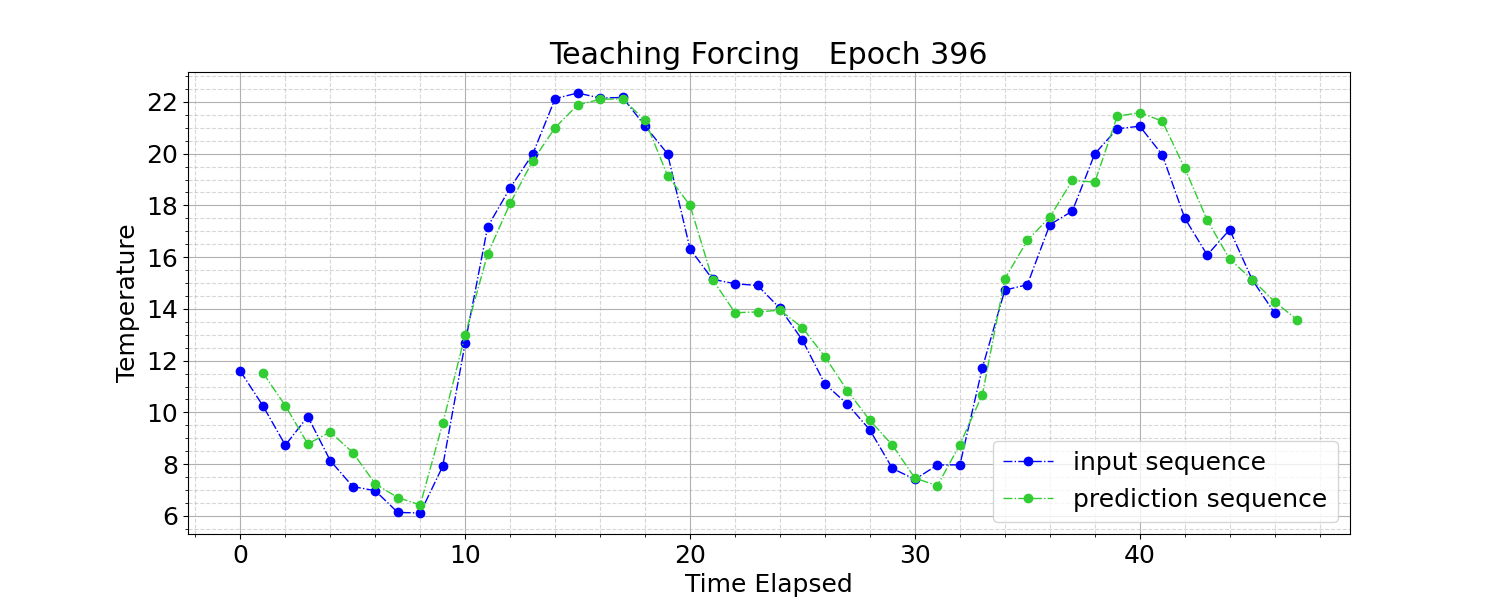 Teaching Forcing   Epoch 396
Temperature
22
20
18
16
14
12
10
8
6
0 10 20 30 40
Time Elapsed
input sequence
prediction sequence